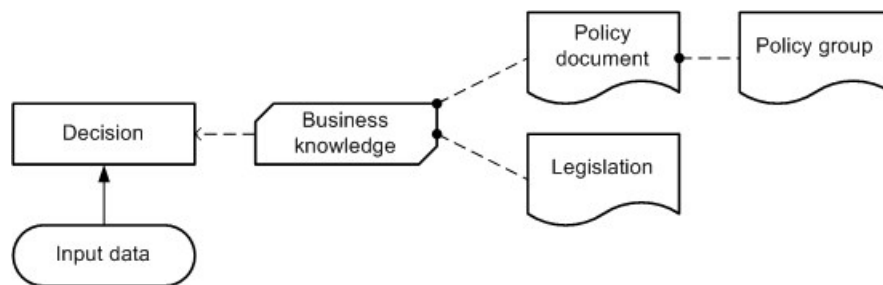 Policy
document
Policy group
Decision
Business
knowledge
Legislation
Input data